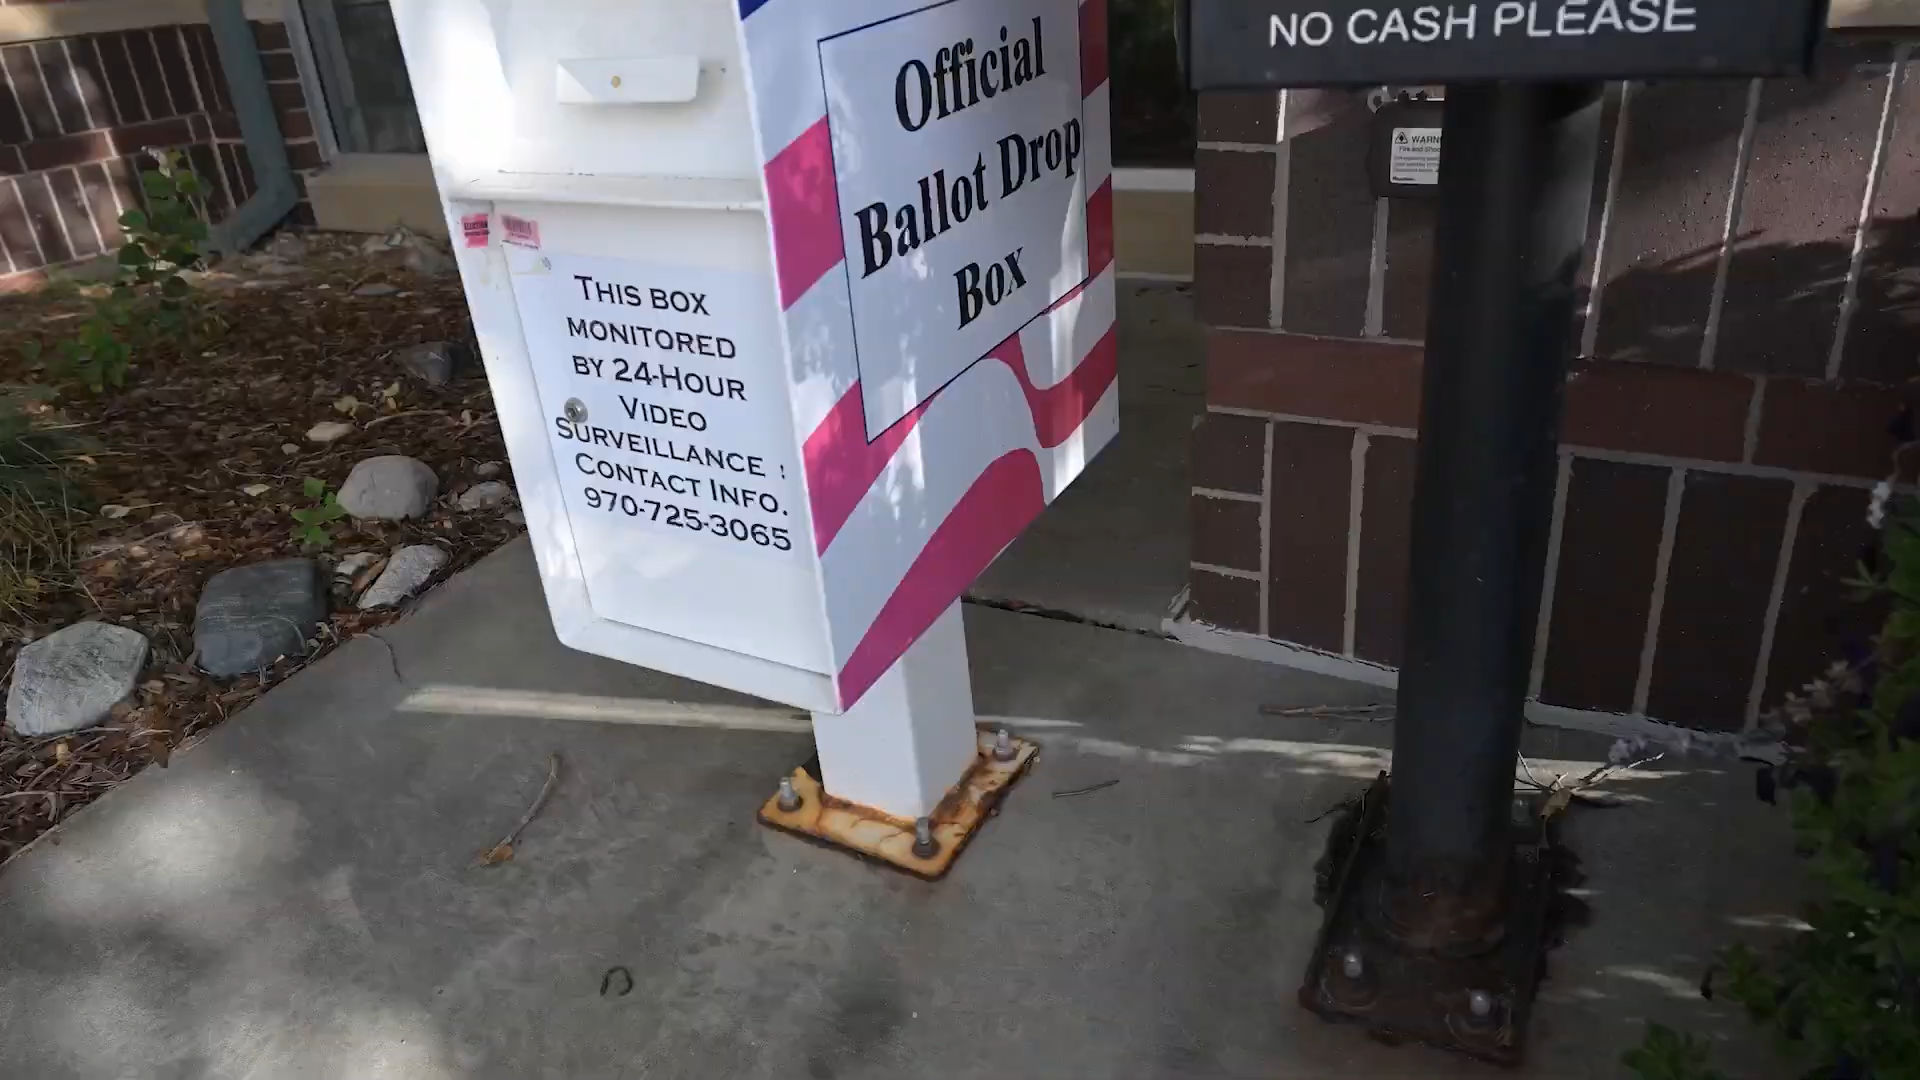 NO CASH PLEASE
Official
Ballot Drop
Box
THIS BOX
MONITORED
BY 24-HOUR
VIDEO
SURVEILLANCE :
CONTACT INFO.
970-725-3065
WARN